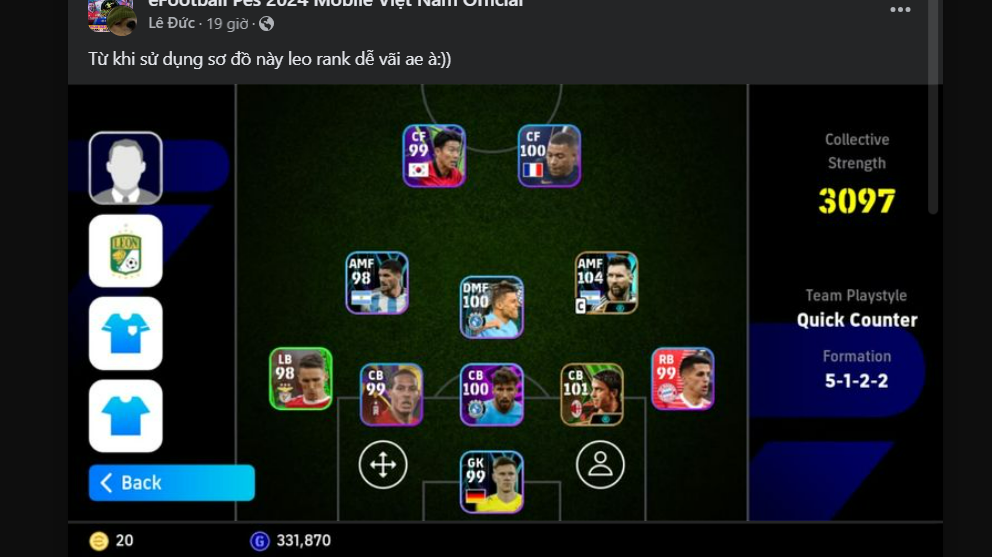 eFootball Pes 2024 Mobile Việt Nam Official
Lê Đức · 19 giờ ·
Từ khi sử dụng sơ đồ này leo rank dễ vãi ae à:))
CF
99
CF
100
Collective
Strength
3097
LEON
AMF
98
DMF
100
AMF
104
C
Team Playstyle
Quick Counter
Formation
5-1-2-2
LB
98
CB
99
CB
100
CB
101
RB
99
GK
99
Back
20
G 331,870